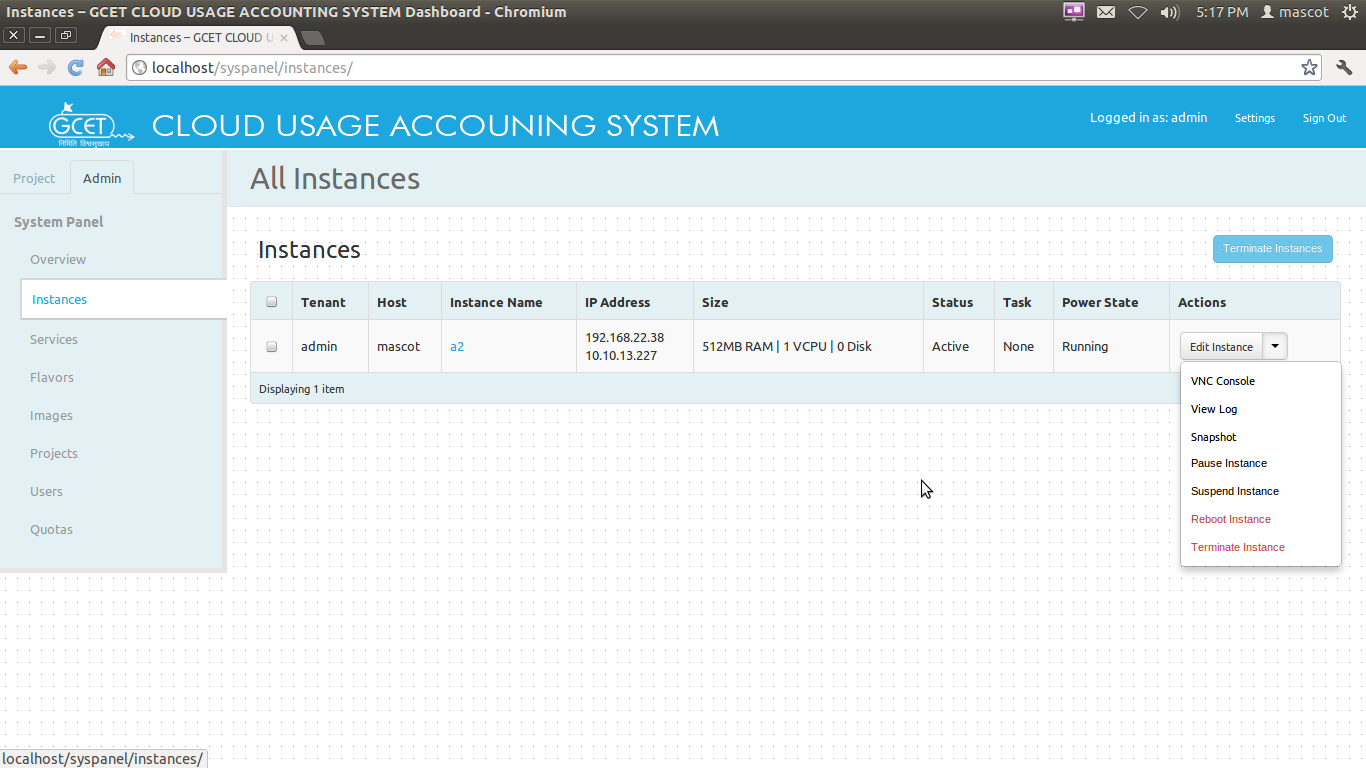 Instances – GCET CLOUD USAGE ACCOUNTING SYSTEM Dashboard - Chromium
5:17 PM mascot
Instances – GCET CLOUD U
localhost/syspanel/instances/
GCET
निर्मिति विश्वसुखाय
CLOUD USAGE ACCOUNING SYSTEM
Logged in as: admin Settings Sign Out
Project Admin
All Instances
System Panel
Overview
Instances
Services
Flavors
Images
Projects
Users
Quotas
Instances
Terminate Instances
Tenant Host Instance Name IP Address Size Status Task Power State Actions
admin mascot a2 192.168.22.38 512MB RAM | 1 VCPU | 0 Disk Active None Running Edit Instance
10.10.13.227
Displaying 1 item
VNC Console
View Log
Snapshot
Pause Instance
Suspend Instance
Reboot Instance
Terminate Instance
localhost/syspanel/instances/